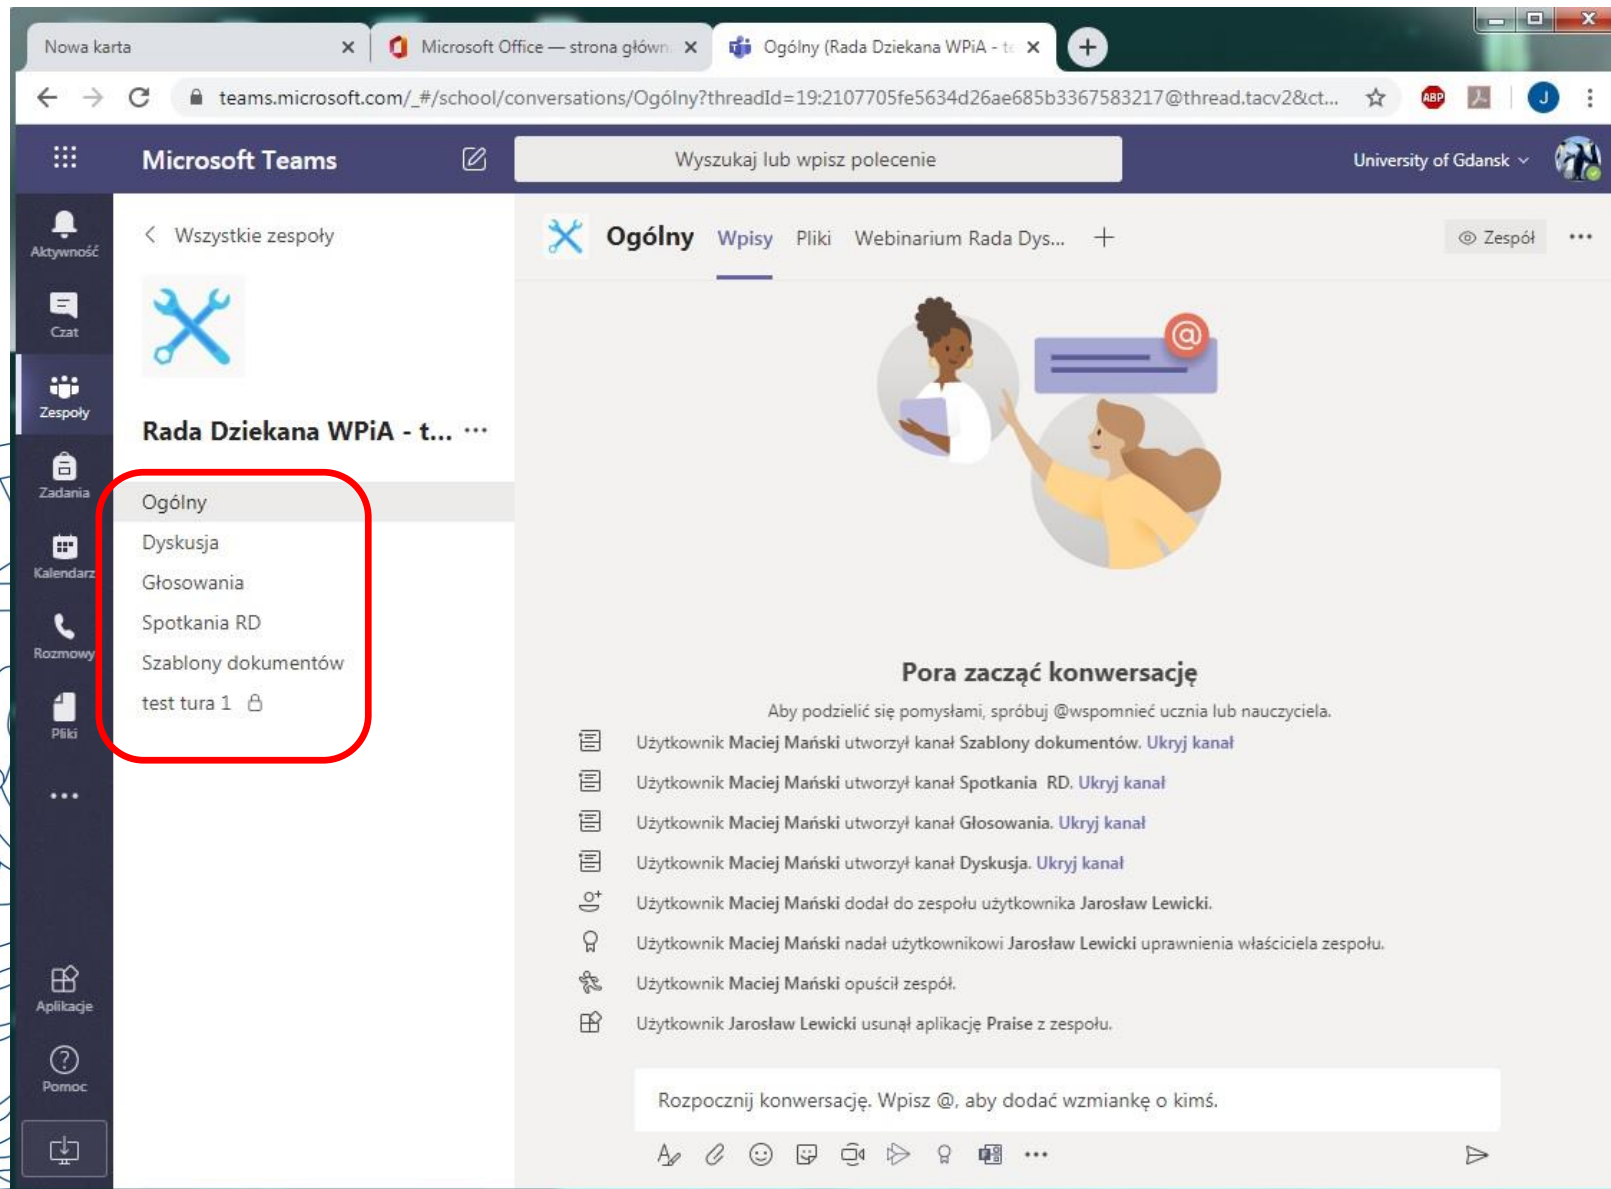 Nowa karta
Microsoft Office — strona główn
Ogólny (Rada Dziekana WPiA - te
teams.microsoft.com/_#/school/conversations/Ogólny?threadId=19:2107705fe5634d26ae685b3367583217@thread.tacv2&ct...
ABP
J
Microsoft Teams
Wyszukaj lub wpisz polecenie
University of Gdansk
Aktywność
Czat
Zespoły
Zadania
Kalendarz
Rozmowy
Pliki
Aplikacje
Pomoc
Wszystkie zespoły
Rada Dziekana WPiA - t... ...
Ogólny
Dyskusja
Głosowania
Spotkania RD
Szablony dokumentów
test tura 1
Ogólny Wpisy Pliki Webinarium Rada Dys... +
Zespół ...
@
Pora zacząć konwersację
Aby podzielić się pomysłami, spróbuj @wspomnieć ucznia lub nauczyciela.
Użytkownik Maciej Mański utworzył kanał Szablony dokumentów. Ukryj kanał
Użytkownik Maciej Mański utworzył kanał Spotkania RD. Ukryj kanał
Użytkownik Maciej Mański utworzył kanał Głosowania. Ukryj kanał
Użytkownik Maciej Mański utworzył kanał Dyskusja. Ukryj kanał
Użytkownik Maciej Mański dodał do zespołu użytkownika Jarosław Lewicki.
Użytkownik Maciej Mański nadał użytkownikowi Jarosław Lewicki uprawnienia właściciela zespołu.
Użytkownik Maciej Mański opuścił zespół.
Użytkownik Jarosław Lewicki usunął aplikację Praise z zespołu.
Rozpocznij konwersację. Wpisz @, aby dodać wzmiankę o kimś.